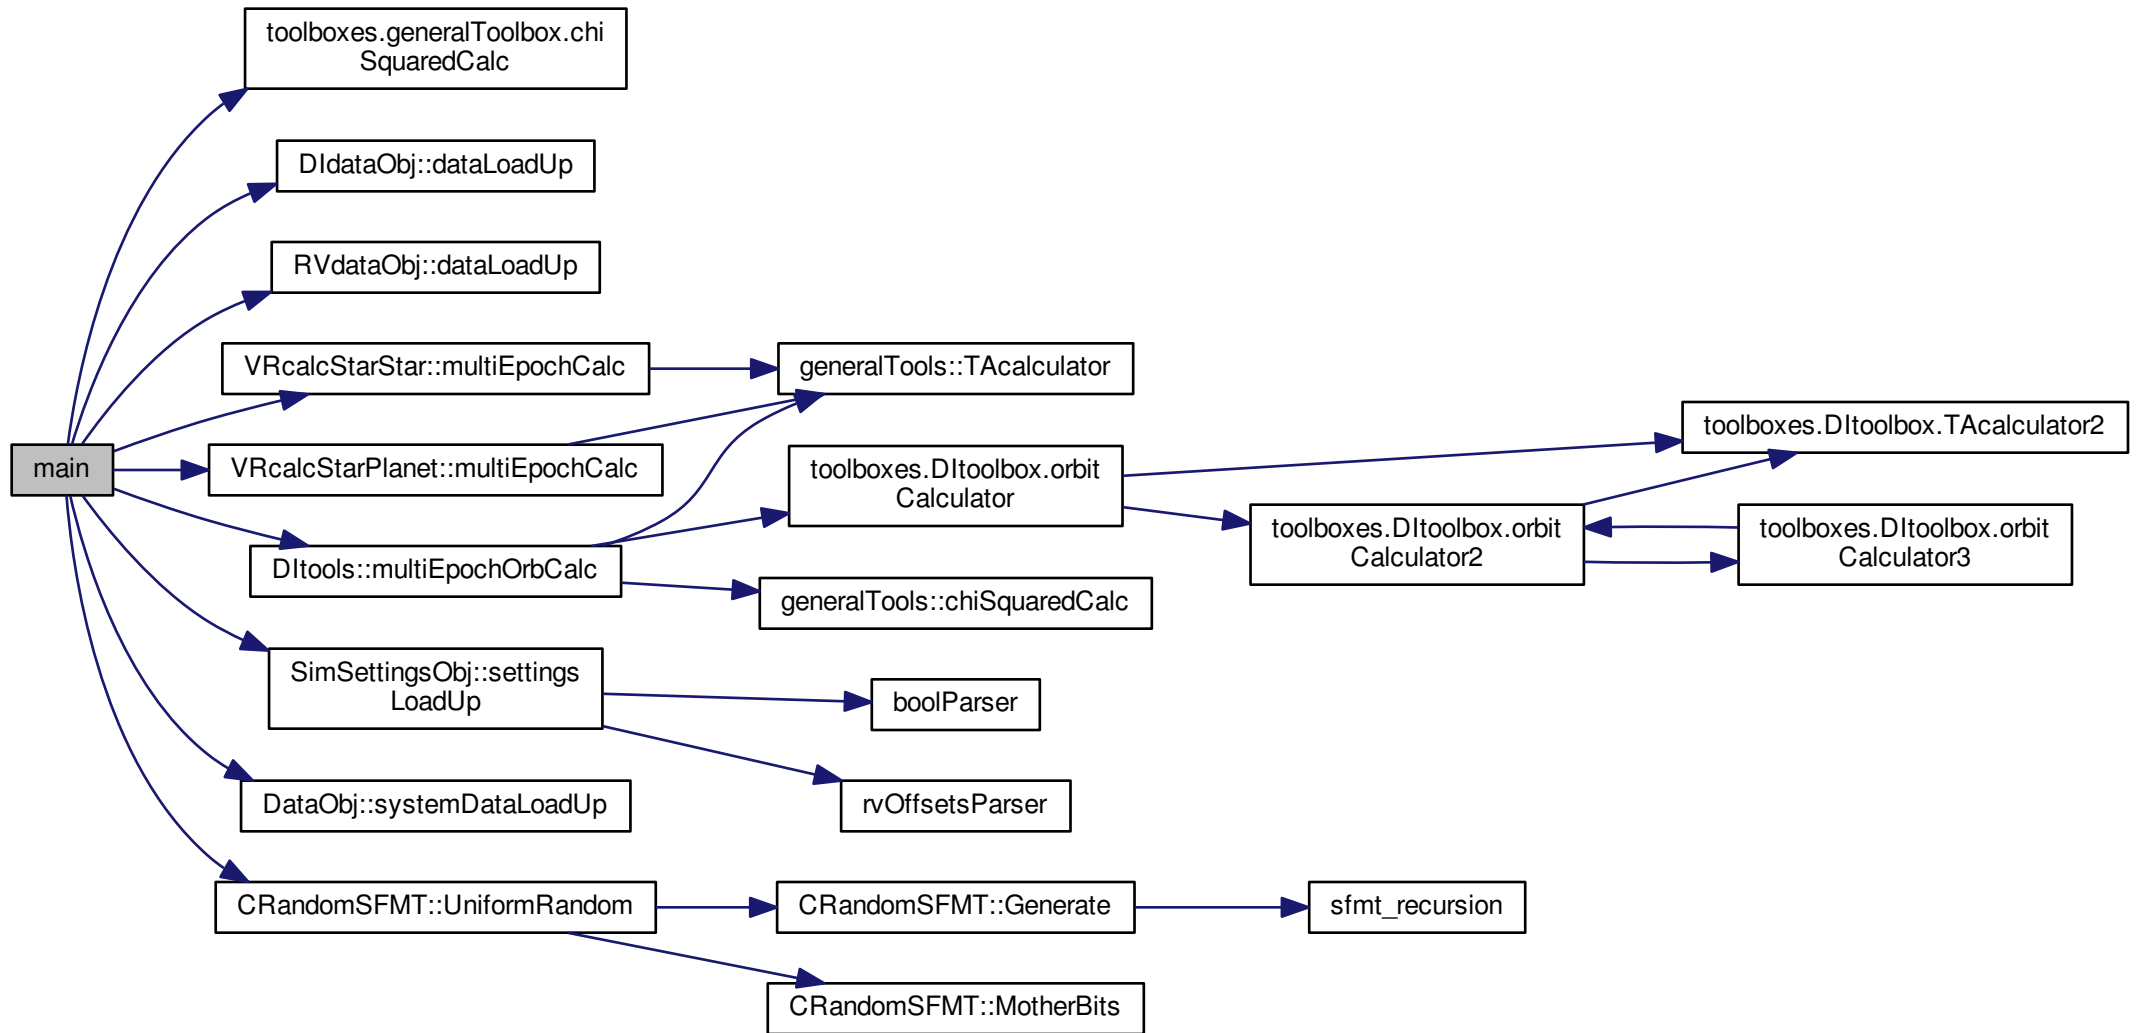 toolboxes.generalToolbox.chi
SquaredCalc
DIdataObj::dataLoadUp
RVdataObj::dataLoadUp
VRcalcStarStar::multiEpochCalc
generalTools::TAcalculator
main
VRcalcStarPlanet::multiEpochCalc
toolboxes.DItoolbox.orbit
Calculator
toolboxes.DItoolbox.TAcalculator2
DItools::multiEpochOrbCalc
toolboxes.DItoolbox.orbit
Calculator2
toolboxes.DItoolbox.orbit
Calculator3
generalTools::chiSquaredCalc
SimSettingsObj::settings
LoadUp
boolParser
rvOffsetsParser
DataObj::systemDataLoadUp
CRandomSFMT::UniformRandom
CRandomSFMT::Generate
sfmt_recursion
CRandomSFMT::MotherBits